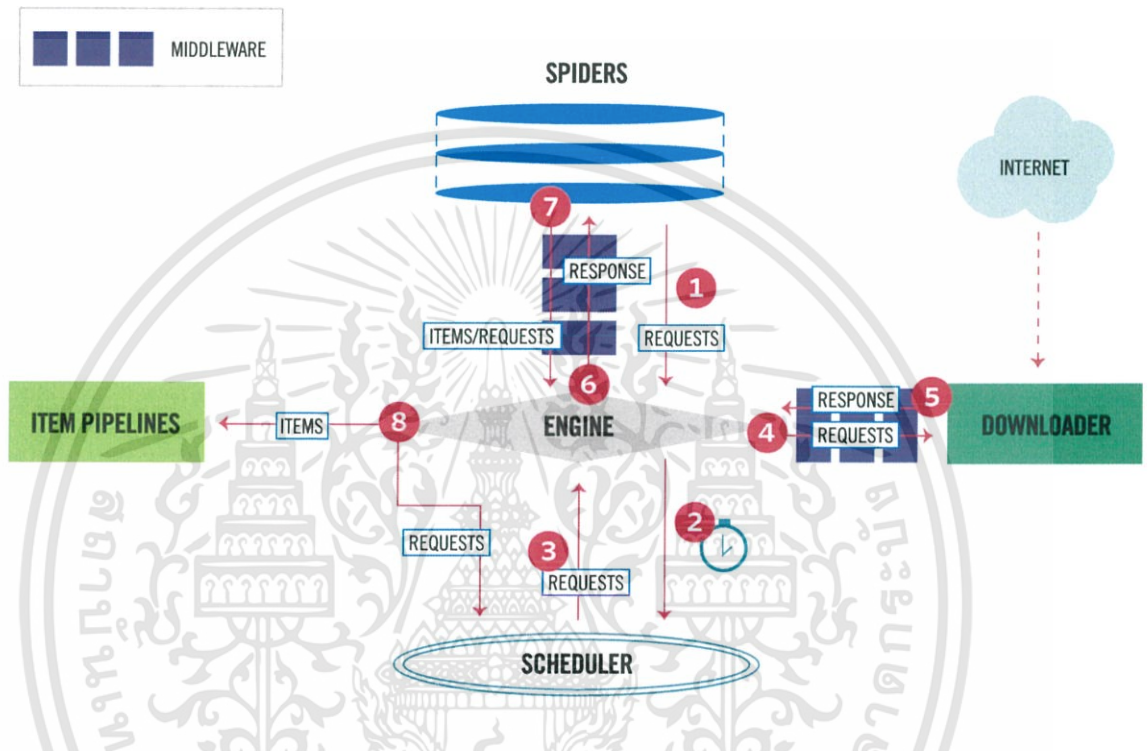 MIDDLEWARE
SPIDERS
INTERNET
7
RESPONSE
1
ITEMS/REQUESTS
REQUESTS
6
RESPONSE
5
ITEM PIPELINES
ITEMS
8
ENGINE
4
REQUESTS
DOWNLOADER
2
REQUESTS
3
REQUESTS
SCHEDULER